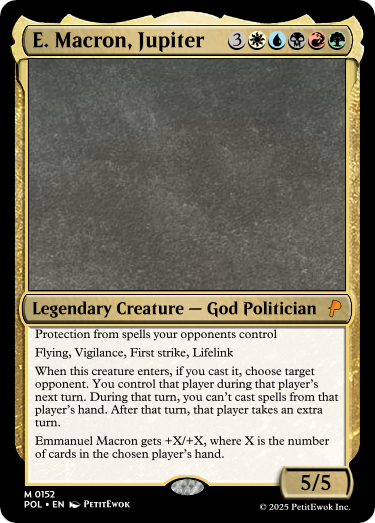 E. Macron, Jupiter 3
Legendary Creature — God Politician
Protection from spells your opponents control
Flying, Vigilance, First strike, Lifelink
When this creature enters, if you cast it, choose target
opponent. You control that player during that player's
next turn. During that turn, you can't cast spells from that
player's hand. After that turn, that player takes an extra
turn.
Emmanuel Macron gets +X/+X, where X is the number
of cards in the chosen player's hand.
5/5
M 0152
POL • EN PetitEwok
© 2025 PetitEwok Inc.